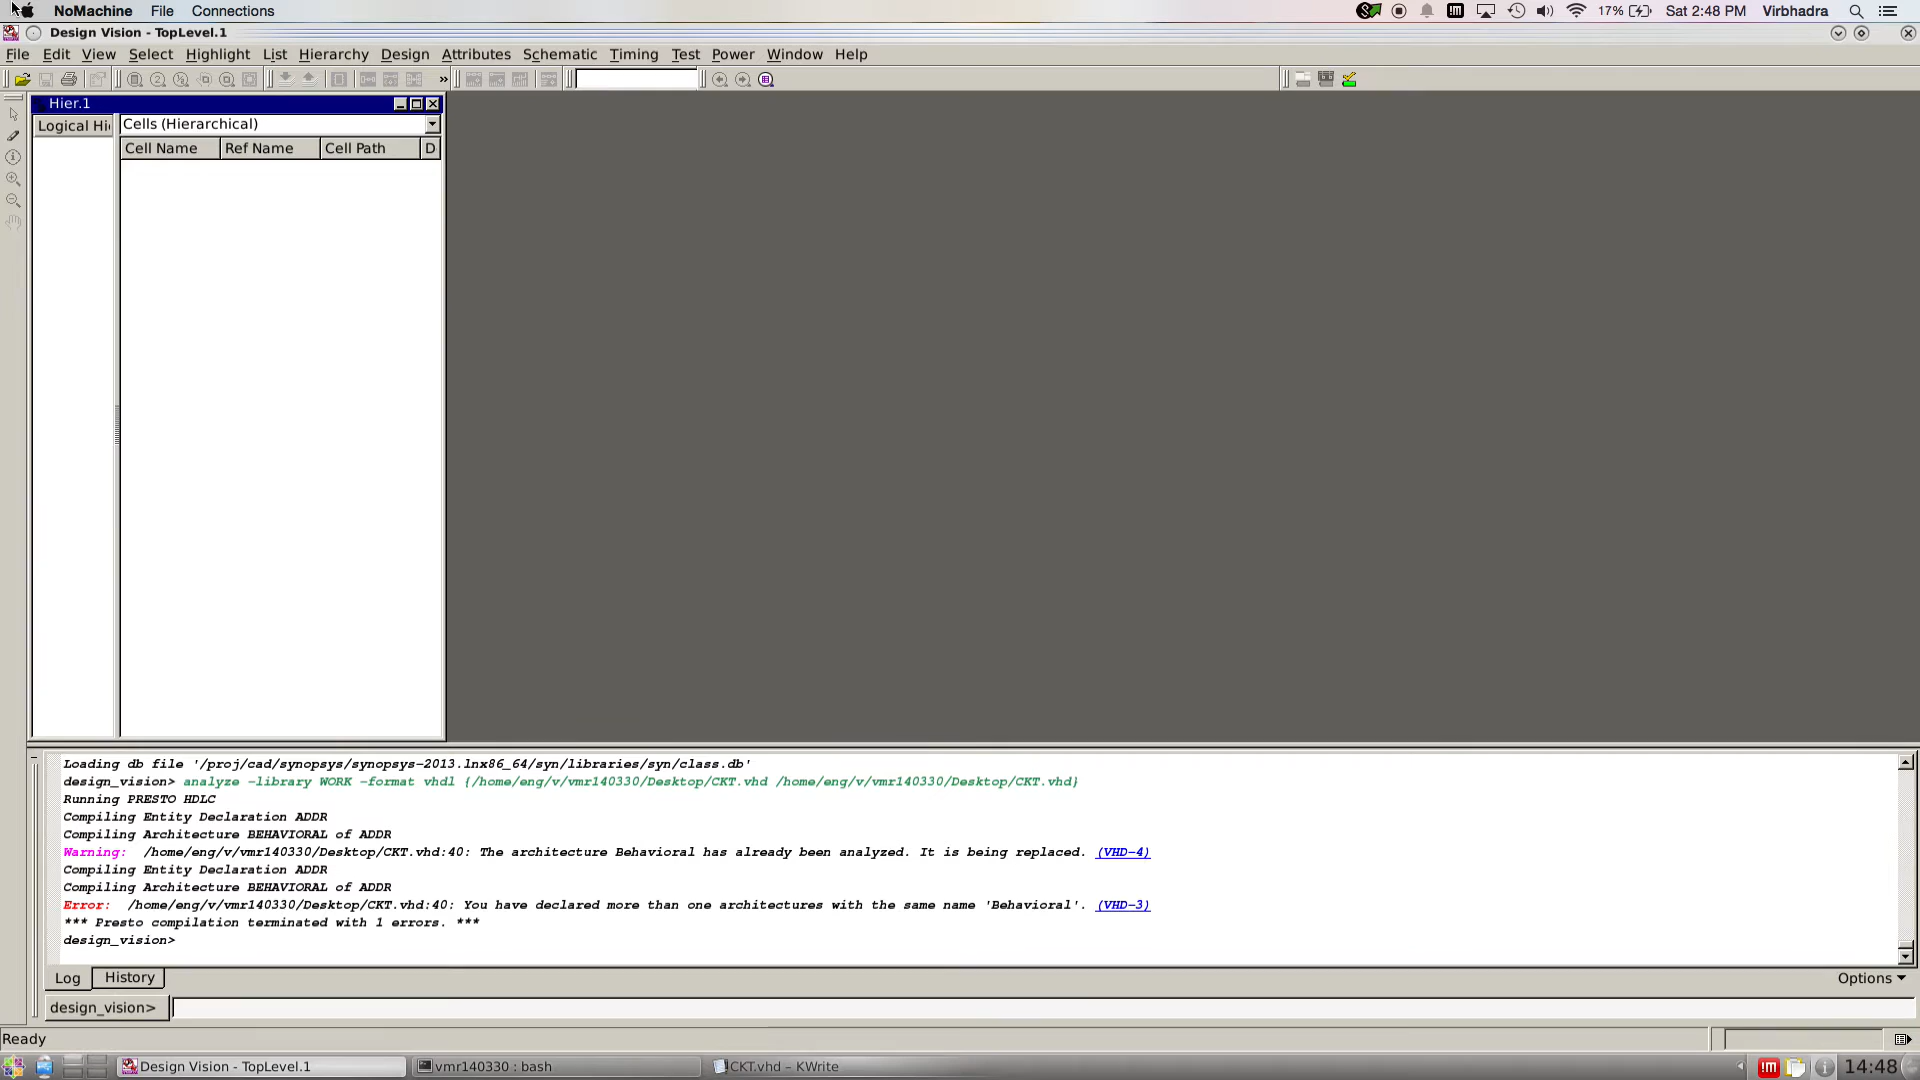 NoMachine File Connections
17% Sat 2:48 PM Virbhadra
Design Vision - TopLevel.1
File Edit View Select Highlight List Hierarchy Design Attributes Schematic Timing Test Power Window Help
Hier.1
Logical Hi
Cells (Hierarchical)
Cell Name Ref Name Cell Path D
Loading db file '/proj/cad/synopsys/synopsys-2013.lnx86_64/syn/libraries/syn/class.db'
design_vision> analyze -library WORK -format vhdl {/home/eng/v/vmr140330/Desktop/CKT.vhd /home/eng/v/vmr140330/Desktop/CKT.vhd}
Running PRESTO HDLC
Compiling Entity Declaration ADDR
Compiling Architecture BEHAVIORAL of ADDR
Warning: /home/eng/v/vmr140330/Desktop/CKT.vhd:40: The architecture Behavioral has already been analyzed. It is being replaced. (VHD-4)
Compiling Entity Declaration ADDR
Compiling Architecture BEHAVIORAL of ADDR
Error: /home/eng/v/vmr140330/Desktop/CKT.vhd:40: You have declared more than one architectures with the same name 'Behavioral'. (VHD-3)
*** Presto compilation terminated with 1 errors. ***
design_vision>
Log History
Options
design_vision>
Ready
Design Vision - TopLevel.1
vmr140330 : bash
CKT.vhd - KWrite
!m
14:48